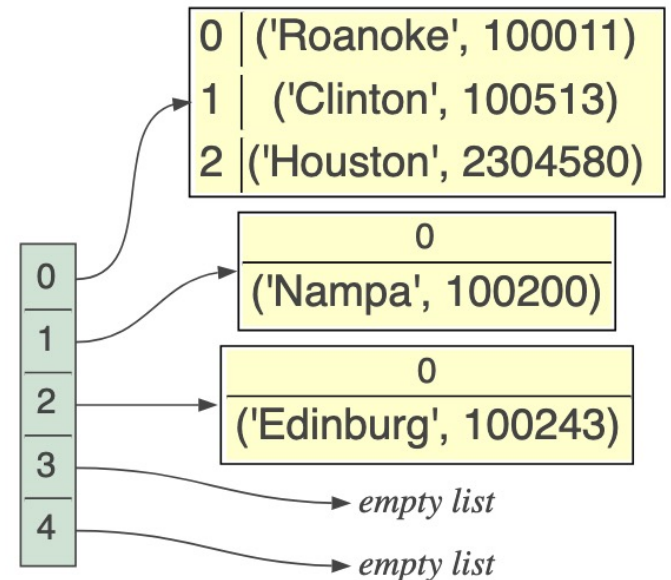 0 ('Roanoke', 100011)
1 ('Clinton', 100513)
2 ('Houston', 2304580)
0
('Nampa', 100200)
0
('Edinburg', 100243)
0
1
2
3
4
empty list
empty list